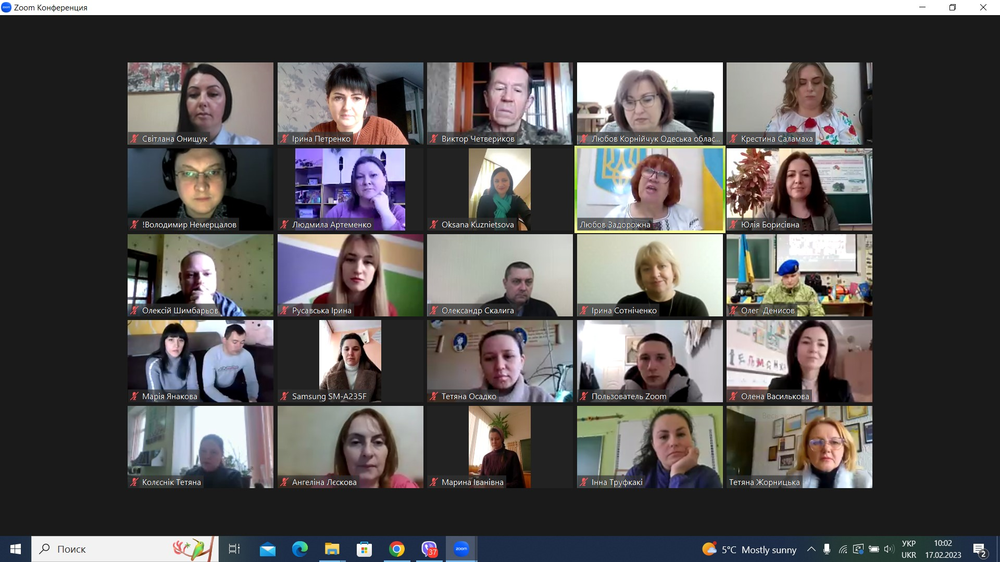 Zoom Конференция
Світлана Онищук
Ірина Петренко
Виктор Четвериков
Любов Корнійчук Одеська облас...
Крестина Саламаха
!Володимир Немерцалов
Людмила Артеменко
Oksana Kuznietsova
Любов Задорожна
Юлія Борисівна
Олексій Шимбарьов
Русавська Ірина
Олександр Скалига
Ірина Сотніченко
Олег Денисов
Марія Янакова
Samsung SM-A235F
Тетяна Осадко
Пользователь Zoom
Олена Василькова
Колєснік Тетяна
Ангеліна Лєскова
Марина Іванівна
Інна Труфкакі
Тетяна Жорницька
Поиск
37
zoom
5°C Mostly sunny
УКР
UKR
10:02
17.02.2023
2